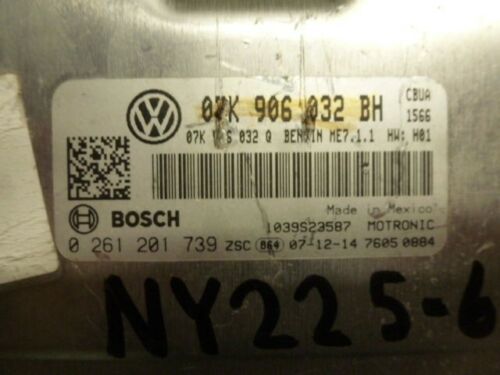 07K 906 032 BH CBUA
1566
07K 032 Q BENZIN ME7.1.1 HW: H01
Made in Mexico
BOSCH 1039S23587 MOTRONIC
0 261 201 739 ZSC 864 07-12-14 7605 0884
NY225-6